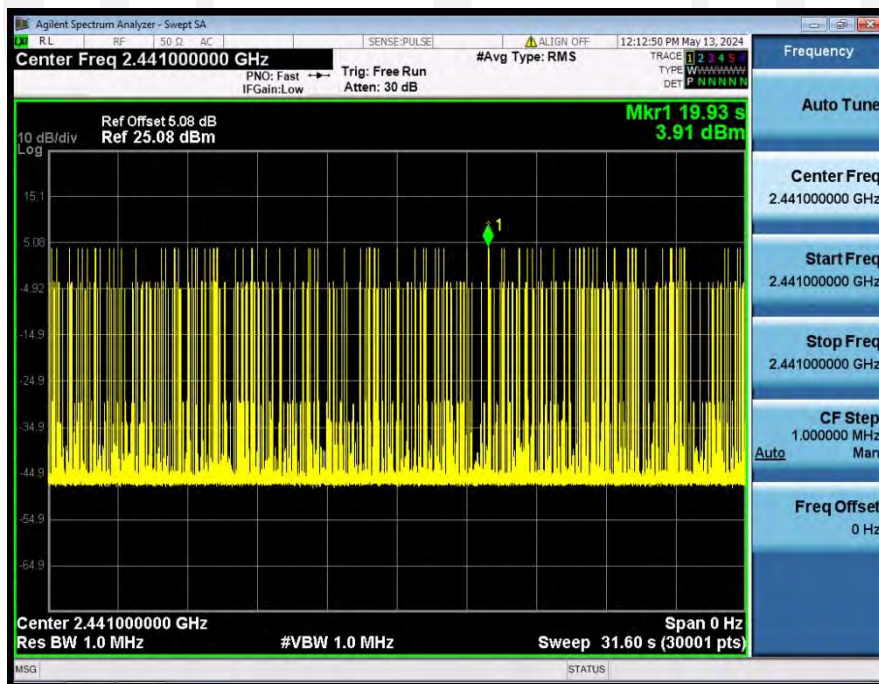 Agilent Spectrum Analyzer - Swept SA
LXI RL RF 50 Ω AC SENSE:PULSE ALIGN OFF 12:12:50 PM May 13, 2024
Center Freq 2.441000000 GHz
#Avg Type: RMS
TRACE 1 2 3 4 5 6
PNO: Fast
Trig: Free Run
TYPE WWWWWW
IFGain:Low
Atten: 30 dB
DET P N N N N N
Frequency
Ref Offset 5.08 dB
Mkr1 19.93 s
10 dB/div Ref 25.08 dBm
3.91 dBm
Log
15.1
5.08
-4.92
-14.9
-24.9
-34.9
-44.9
-54.9
-64.9
1
Center 2.441000000 GHz
Span 0 Hz
Res BW 1.0 MHz
#VBW 1.0 MHz
Sweep 31.60 s (30001 pts)
MSG
STATUS
Auto Tune
Center Freq
2.441000000 GHz
Start Freq
2.441000000 GHz
Stop Freq
2.441000000 GHz
CF Step
1.000000 MHz
Auto Man
Freq Offset
0 Hz